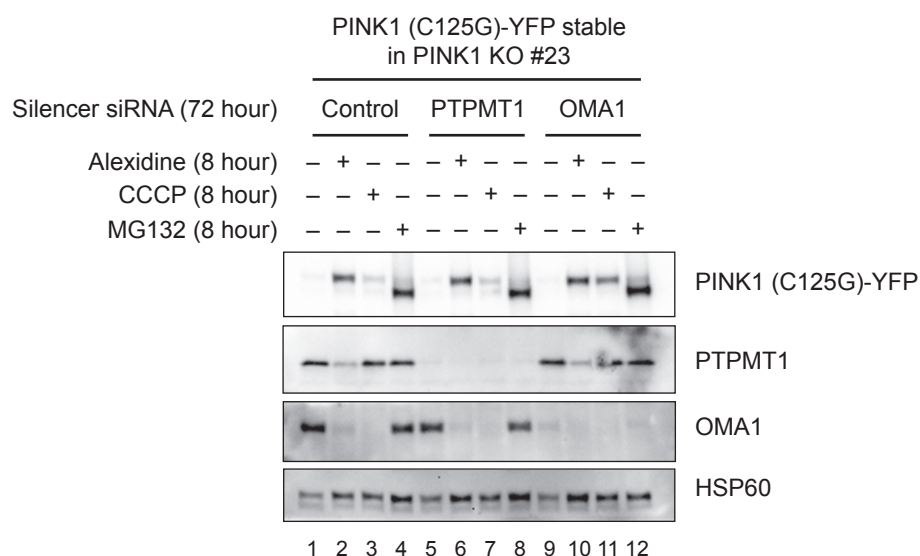 PINK1 (C125G)-YFP stable
in PINK1 KO #23
Silencer siRNA (72 hour) Control PTPMT1 OMA1
Alexidine (8 hour) – + – – – + – – – + – –
CCCP (8 hour) – – + – – – + – – – + –
MG132 (8 hour) – – – + – – – + – – – +
PINK1 (C125G)-YFP
PTPMT1
OMA1
HSP60
1 2 3 4 5 6 7 8 9 10 11 12